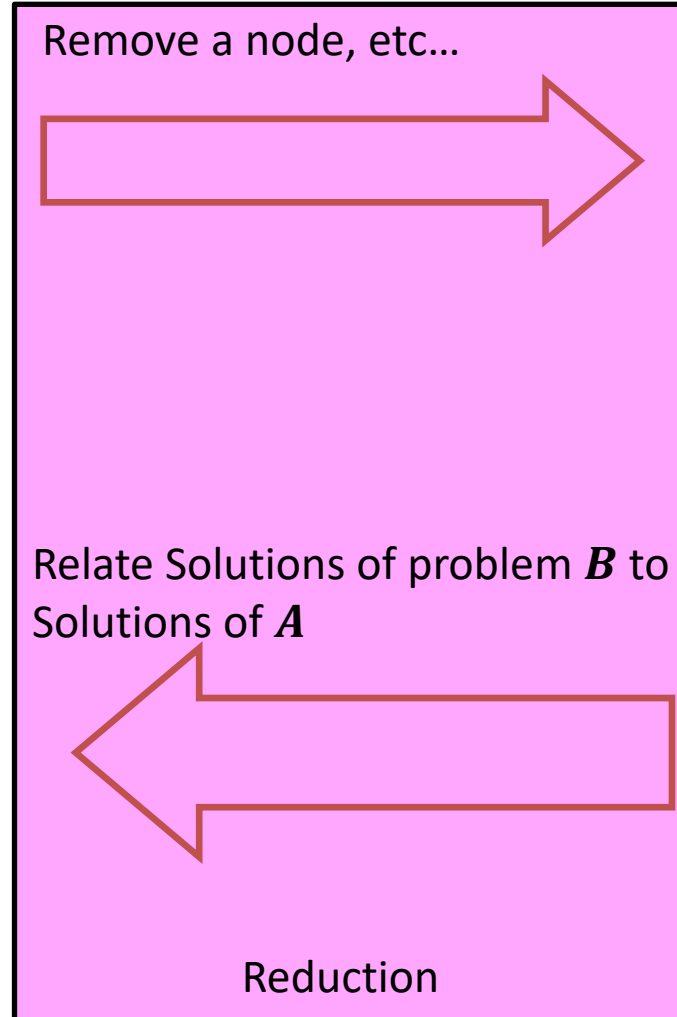 Remove a node, etc…
Relate Solutions of problem B to
Solutions of A
Reduction